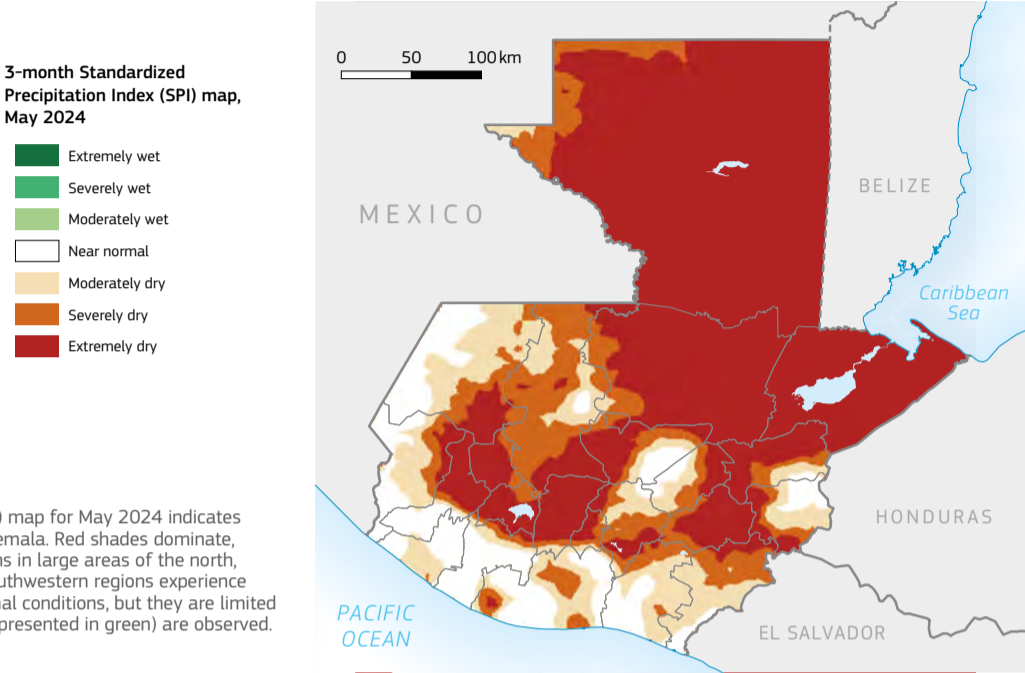 3-month Standardized
Precipitation Index (SPI) map,
May 2024
Extremely wet
Severely wet
Moderately wet
Near normal
Moderately dry
Severely dry
Extremely dry
) map for May 2024 indicates
emala. Red shades dominate,
ns in large areas of the north,
uthwestern regions experience
nal conditions, but they are limited
presented in green) are observed.
0 50 100 km
MEXICO
BELIZE
Caribbean
Sea
HONDURAS
EL SALVADOR
PACIFIC
OCEAN